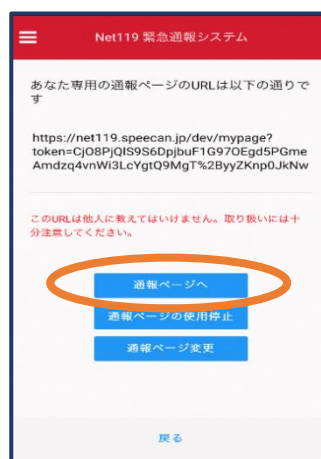 Net119 緊急通報システム
あなた専用の通報ページのURLは以下の通りで
す
https://net119.speecan.jp/dev/mypage?
token=CjO8PjQlS9S6DpjbuF1G97OEgd5PGme
Amdzq4vnWi3LcYgtQ9MgT%2ByyZKnp0JkNw
このURLは他人に教えてはいけません。取り扱いには十
分注意してください。
通報ページへ
通報ページの使用停止
通報ページ変更
戻る